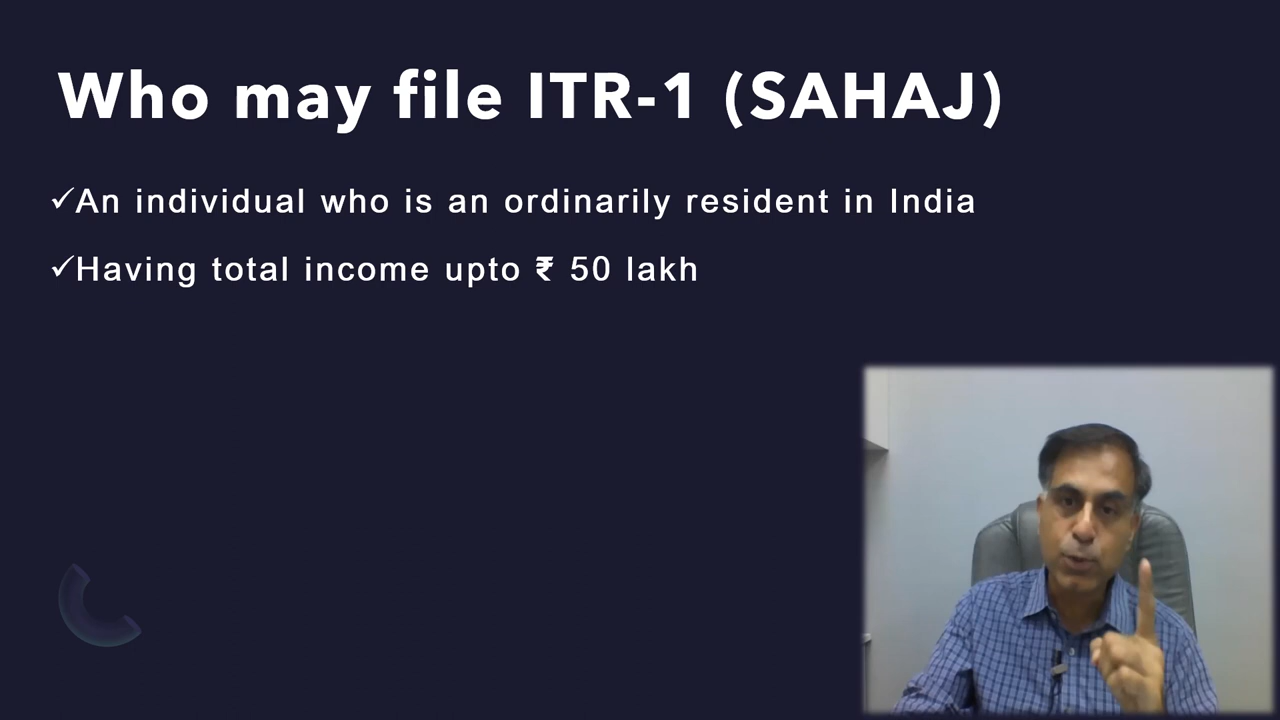 Who may file ITR-1 (SAHAJ)
✓An individual who is an ordinarily resident in India
✓Having total income upto ₹ 50 lakh